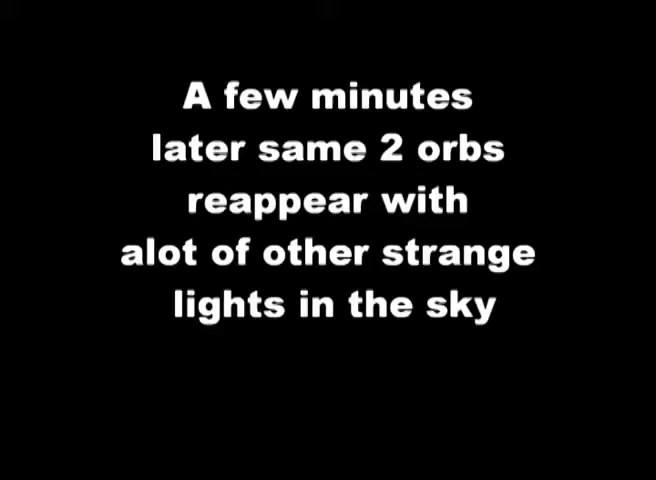 A few minutes
later same 2 orbs
reappear with
alot of other strange
lights in the sky